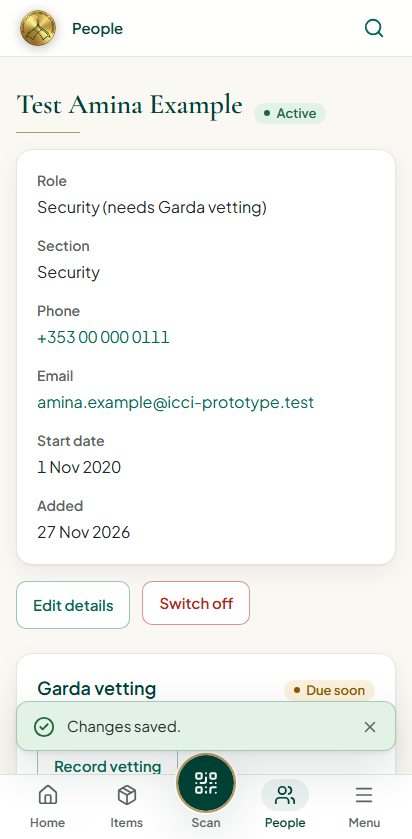 People
Test Amina Example
Active
Role
Security (needs Garda vetting)
Section
Security
Phone
+353 00 000 0111
Email
amina.example@icci-prototype.test
Start date
1 Nov 2020
Added
27 Nov 2026
Edit details
Switch off
Garda vetting
Due soon
Changes saved.
Record vetting
Home
Items
Scan
People
Menu